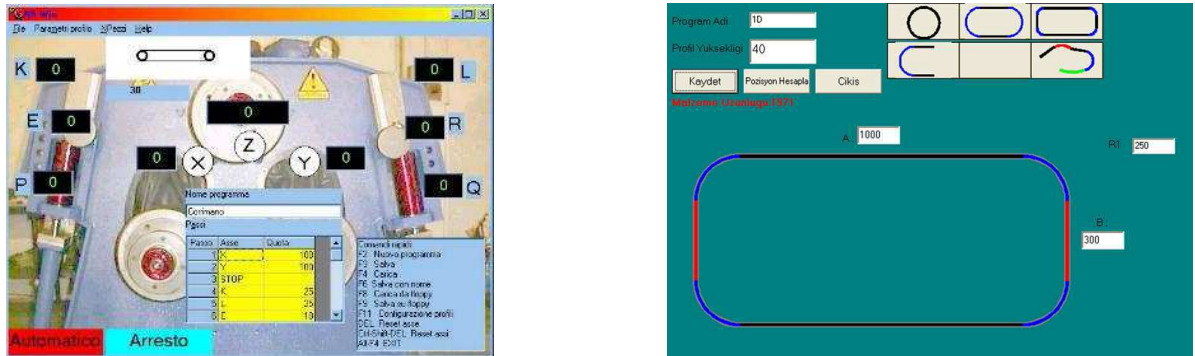 File Parametri profilo NPezzi Help
30
K 0
0 L
E 0
0
0 R
P 0
0 X Z Y 0
0 Q
Nome programma
Corrimano
Passi
Passo Asse Quota
1 X 100
2 Y 100
3 STOP
4 K 25
5 L 25
6 E 10
Comandi rapidi
F2 Nuovo programma
F3 Salva
F4 Carica
F6 Salva con nome
F8 Carica da floppy
F9 Salva su floppy
F11 Configurazione profili
DEL Reset asse
Ctrl-Shift-DEL Reset assi
Alt-F4 EXIT
Automatico Arresto
Program Adi 1D
Profil Yuksekligi 40
Kaydet Pozisyon Hesapla Cikis
Malzeme Uzunlugu:1971
A: 1000
R1: 250
B:
300